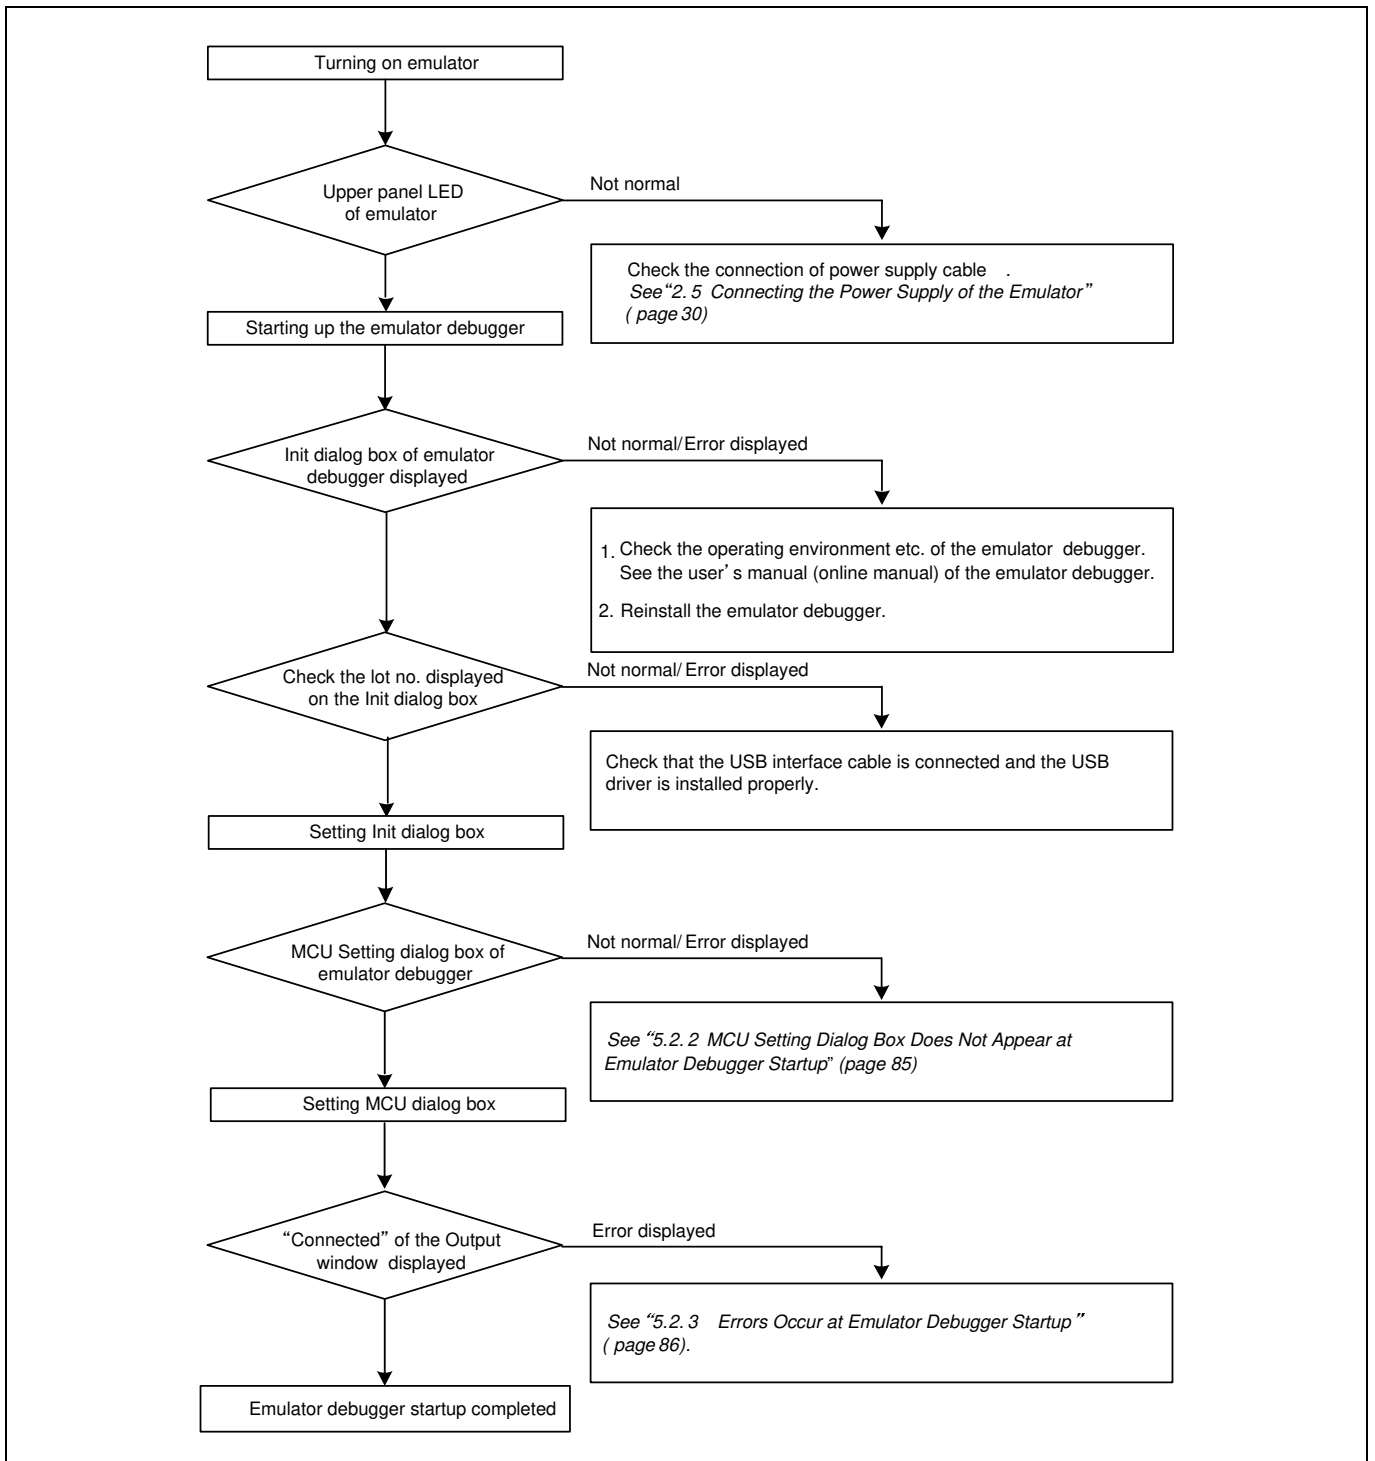 Turning on emulator
Upper panel LED
of emulator
Not normal
Check the connection of power supply cable .
See“2.5 Connecting the Power Supply of the Emulator”
( page 30)
Starting up the emulator debugger
Init dialog box of emulator
debugger displayed
Not normal/Error displayed
1. Check the operating environment etc. of the emulator debugger.
See the user’s manual (online manual) of the emulator debugger.
2. Reinstall the emulator debugger.
Check the lot no. displayed
on the Init dialog box
Not normal/ Error displayed
Check that the USB interface cable is connected and the USB
driver is installed properly.
Setting Init dialog box
MCU Setting dialog box of
emulator debugger
Not normal/ Error displayed
See “5.2.2 MCU Setting Dialog Box Does Not Appear at
Emulator Debugger Startup” (page 85)
Setting MCU dialog box
“Connected” of the Output
window displayed
Error displayed
See “5.2.3 Errors Occur at Emulator Debugger Startup”
( page 86).
Emulator debugger startup completed